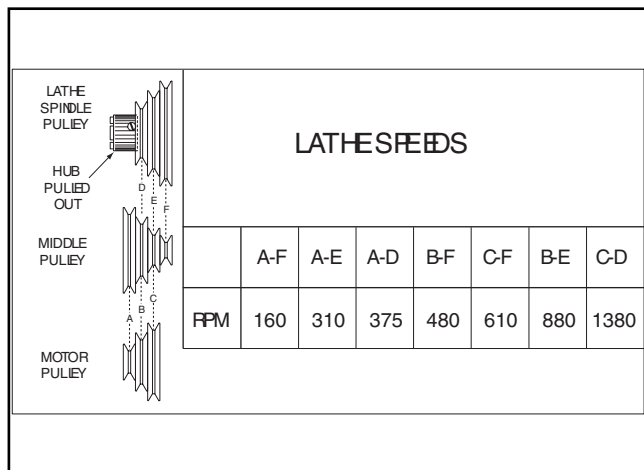 LATHE
SPINDLE
PULLEY
HUB
PULLED
OUT
MIDDLE
PULLEY
MOTOR
PULLEY
D
E
F
A
B
C
LATHE SPEEDS
A-F A-E A-D B-F C-F B-E C-D
RPM 160 310 375 480 610 880 1380